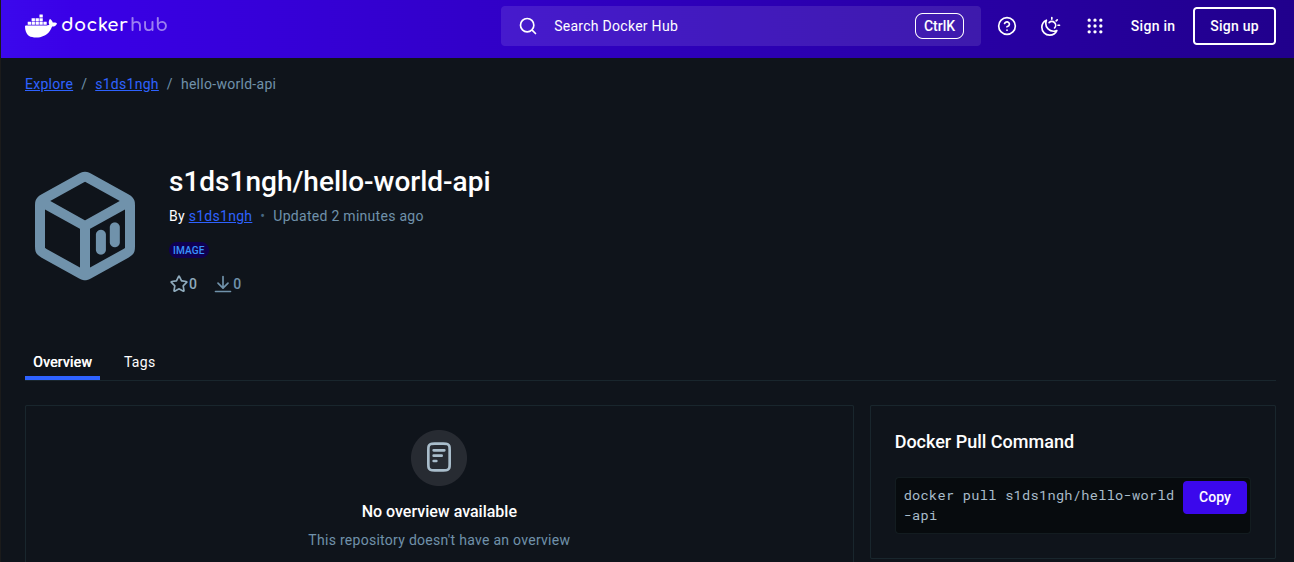 dockerhub
Search Docker Hub
CtrlK
Sign in
Sign up
Explore / s1ds1ngh / hello-world-api
s1ds1ngh/hello-world-api
By s1ds1ngh • Updated 2 minutes ago
IMAGE
0 0
Overview Tags
No overview available
This repository doesn't have an overview
Docker Pull Command
docker pull s1ds1ngh/hello-world
-api
Copy